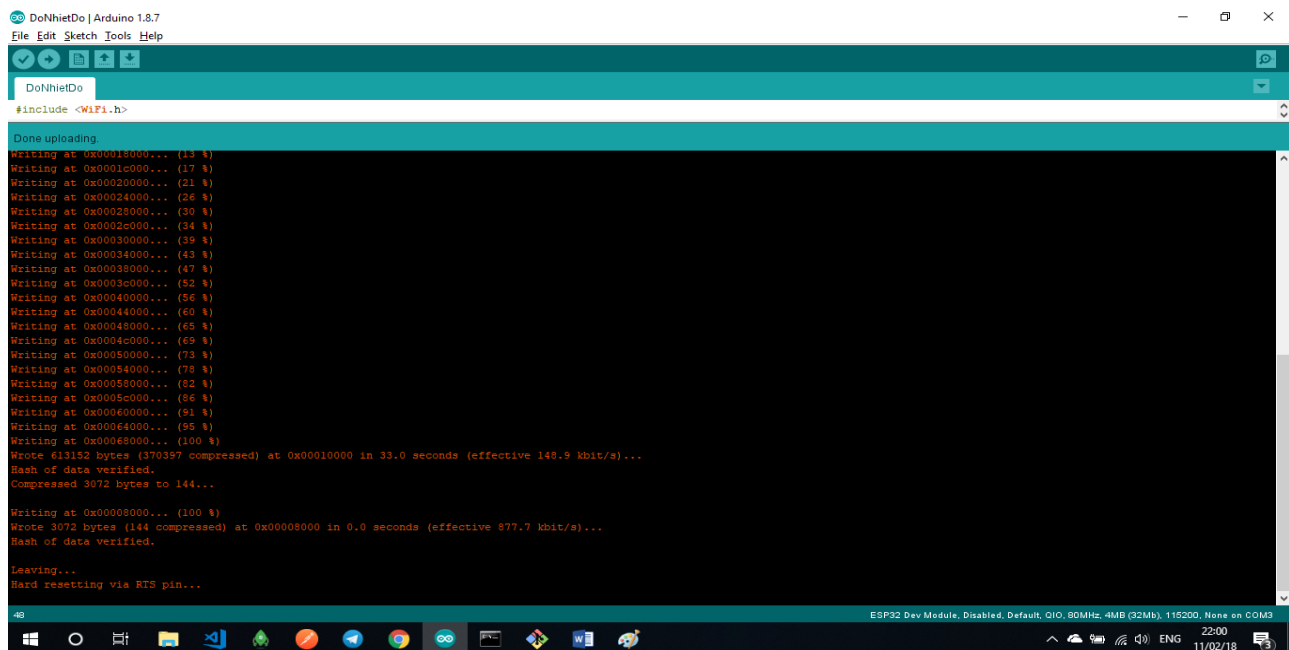 DoNhietDo | Arduino 1.8.7
File Edit Sketch Tools Help
DoNhietDo
#include <WiFi.h>
Done uploading.
Writing at 0x00018000... (13 %)
Writing at 0x0001c000... (17 %)
Writing at 0x00020000... (21 %)
Writing at 0x00024000... (26 %)
Writing at 0x00028000... (30 %)
Writing at 0x0002c000... (34 %)
Writing at 0x00030000... (39 %)
Writing at 0x00034000... (43 %)
Writing at 0x00038000... (47 %)
Writing at 0x0003c000... (52 %)
Writing at 0x00040000... (56 %)
Writing at 0x00044000... (60 %)
Writing at 0x00048000... (65 %)
Writing at 0x0004c000... (69 %)
Writing at 0x00050000... (73 %)
Writing at 0x00054000... (78 %)
Writing at 0x00058000... (82 %)
Writing at 0x0005c000... (86 %)
Writing at 0x00060000... (91 %)
Writing at 0x00064000... (95 %)
Writing at 0x00068000... (100 %)
Wrote 613152 bytes (370397 compressed) at 0x00010000 in 33.0 seconds (effective 148.9 kbit/s)...
Hash of data verified.
Compressed 3072 bytes to 144...
Writing at 0x00008000... (100 %)
Wrote 3072 bytes (144 compressed) at 0x00008000 in 0.0 seconds (effective 877.7 kbit/s)...
Hash of data verified.
Leaving...
Hard resetting via RTS pin...
48
ESP32 Dev Module, Disabled, Default, QIO, 80MHz, 4MB (32Mb), 115200, None on COM3
ENG
22:00
11/02/18
3